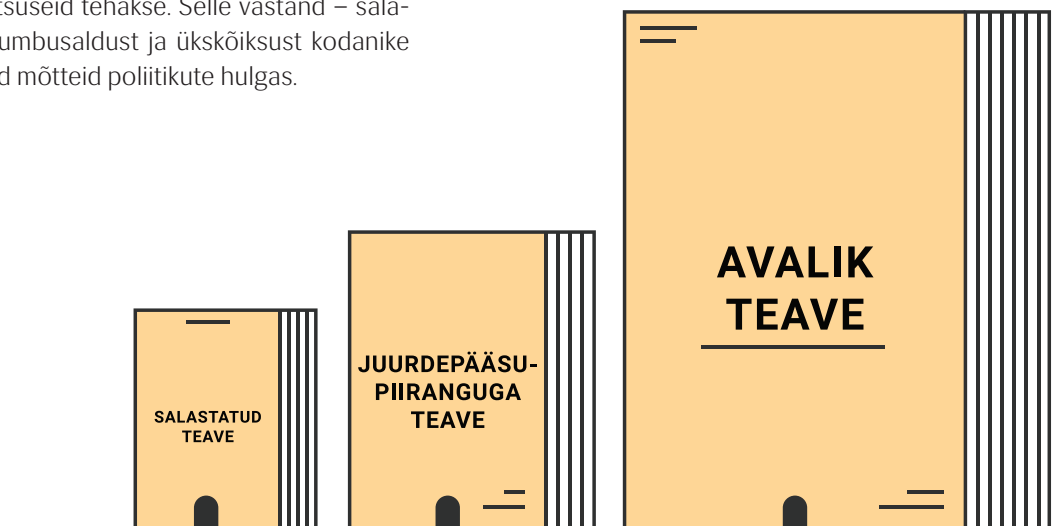 tehakse. Selle vastand – sala-
ja ükskõiksust kodanike
mõtteid poliitikute hulgas.
AVALIK
TEAVE
JUURDEPÄÄSU-
PIIRANGUGA
TEAVE
SALASTATUD
TEAVE